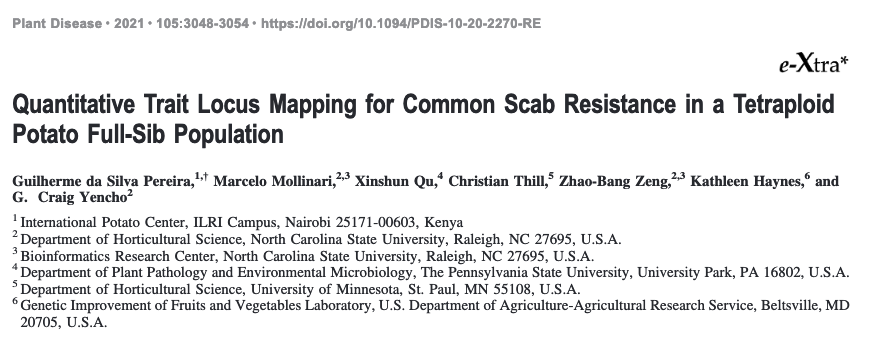 Plant Disease • 2021 • 105:3048-3054 • https://doi.org/10.1094/PDIS-10-20-2270-RE
e-Xtra*
Quantitative Trait Locus Mapping for Common Scab Resistance in a Tetraploid
Potato Full-Sib Population
Guilherme da Silva Pereira,1,† Marcelo Mollinari,2,3 Xinshun Qu,4 Christian Thill,5 Zhao-Bang Zeng,2,3 Kathleen Haynes,6 and
G. Craig Yencho2
1 International Potato Center, ILRI Campus, Nairobi 25171-00603, Kenya
2 Department of Horticultural Science, North Carolina State University, Raleigh, NC 27695, U.S.A.
3 Bioinformatics Research Center, North Carolina State University, Raleigh, NC 27695, U.S.A.
4 Department of Plant Pathology and Environmental Microbiology, The Pennsylvania State University, University Park, PA 16802, U.S.A.
5 Department of Horticultural Science, University of Minnesota, St. Paul, MN 55108, U.S.A.
6 Genetic Improvement of Fruits and Vegetables Laboratory, U.S. Department of Agriculture-Agricultural Research Service, Beltsville, MD
20705, U.S.A.